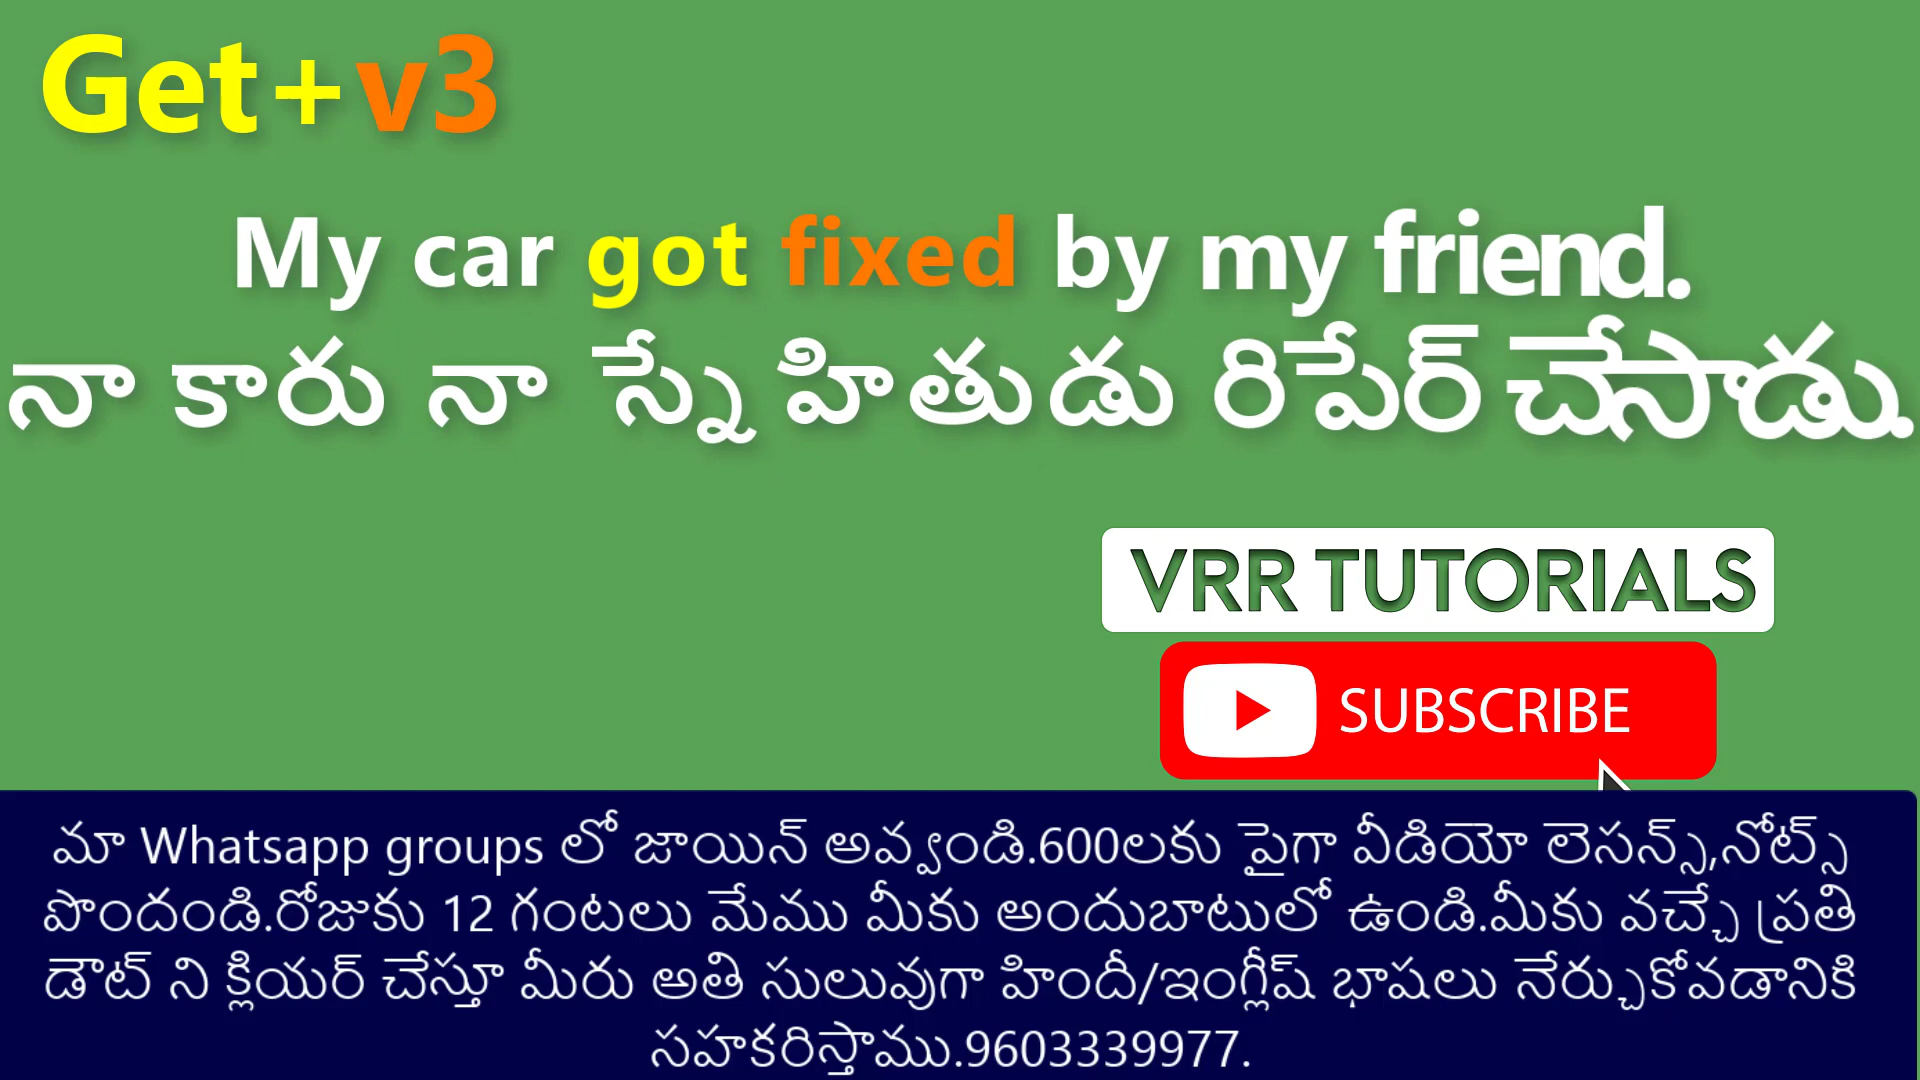 Get+v3
My car got fixed by my friend.
నా కారు నా స్నేహితుడు రిపేర్ చేసాడు.
VRR TUTORIALS
SUBSCRIBE
మా Whatsapp groups లో జాయిన్ అవ్వండి.600లకు పైగా వీడియో లెసన్స్,నోట్స్
పొందండి.రోజుకు 12 గంటలు మేము మీకు అందుబాటులో ఉండి.మీకు వచ్చే ప్రతి
డౌట్ ని క్లియర్ చేస్తూ మీరు అతి సులువుగా హిందీ/ఇంగ్లీష్ భాషలు నేర్చుకోవడానికి
సహకరిస్తాము.9603339977.